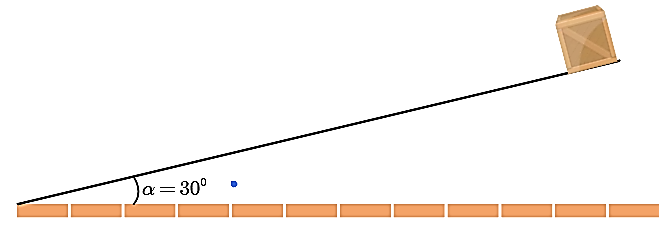 α = 30⁰